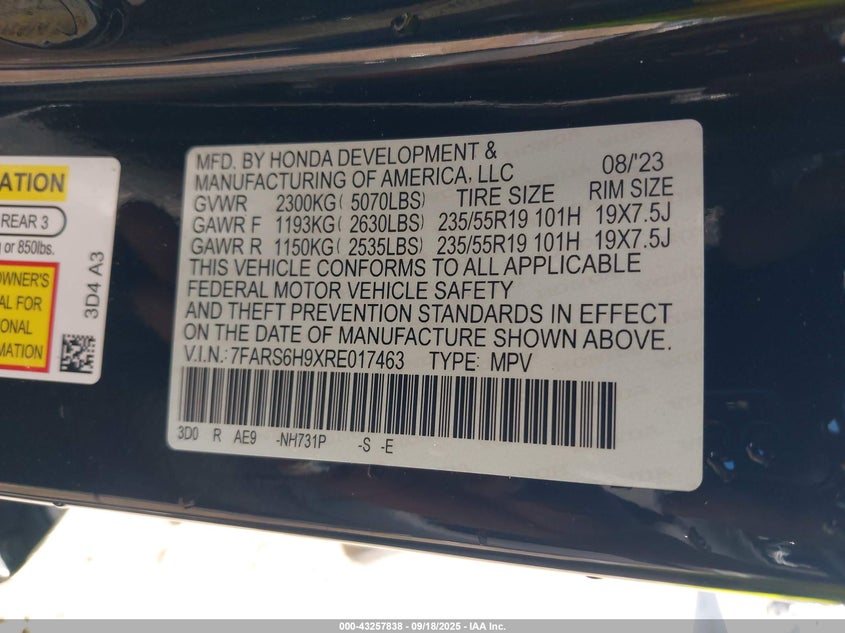 ATION
REAR 3
or 850lbs.
OWNER'S
AL FOR
ONAL
MATION
3D4 A3
MFD. BY HONDA DEVELOPMENT &
MANUFACTURING OF AMERICA, LLC 08/'23
GVWR 2300KG( 5070LBS) TIRE SIZE RIM SIZE
GAWR F 1193KG( 2630LBS) 235/55R19 101H 19X7.5J
GAWR R 1150KG( 2535LBS) 235/55R19 101H 19X7.5J
THIS VEHICLE CONFORMS TO ALL APPLICABLE
FEDERAL MOTOR VEHICLE SAFETY
AND THEFT PREVENTION STANDARDS IN EFFECT
ON THE DATE OF MANUFACTURE SHOWN ABOVE.
V.I.N.: 7FARS6H9XRE017463 TYPE: MPV
3D0 R AE9 -NH731P -S -E
000-43257838 - 09/18/2025 - IAA Inc.